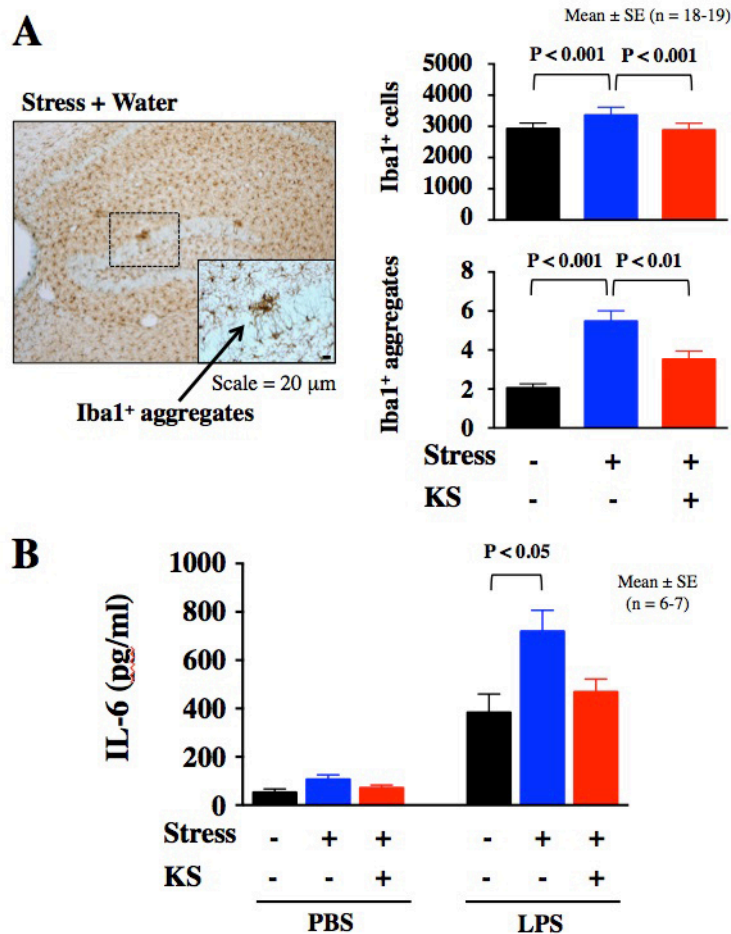 A
Mean ± SE (n = 18-19)
Stress + Water
Iba1⁺ aggregates
Scale = 20 μm
P < 0.001 P < 0.001
Iba1⁺ cells
5000
4000
3000
2000
1000
0
P < 0.001 P < 0.01
Iba1⁺ aggregates
8
6
4
2
0
Stress - + +
KS - - +
B
P < 0.05
Mean ± SE
(n = 6-7)
IL-6 (pg/ml)
1000
800
600
400
200
0
Stress - + + - + +
KS - - + - - +
PBS LPS